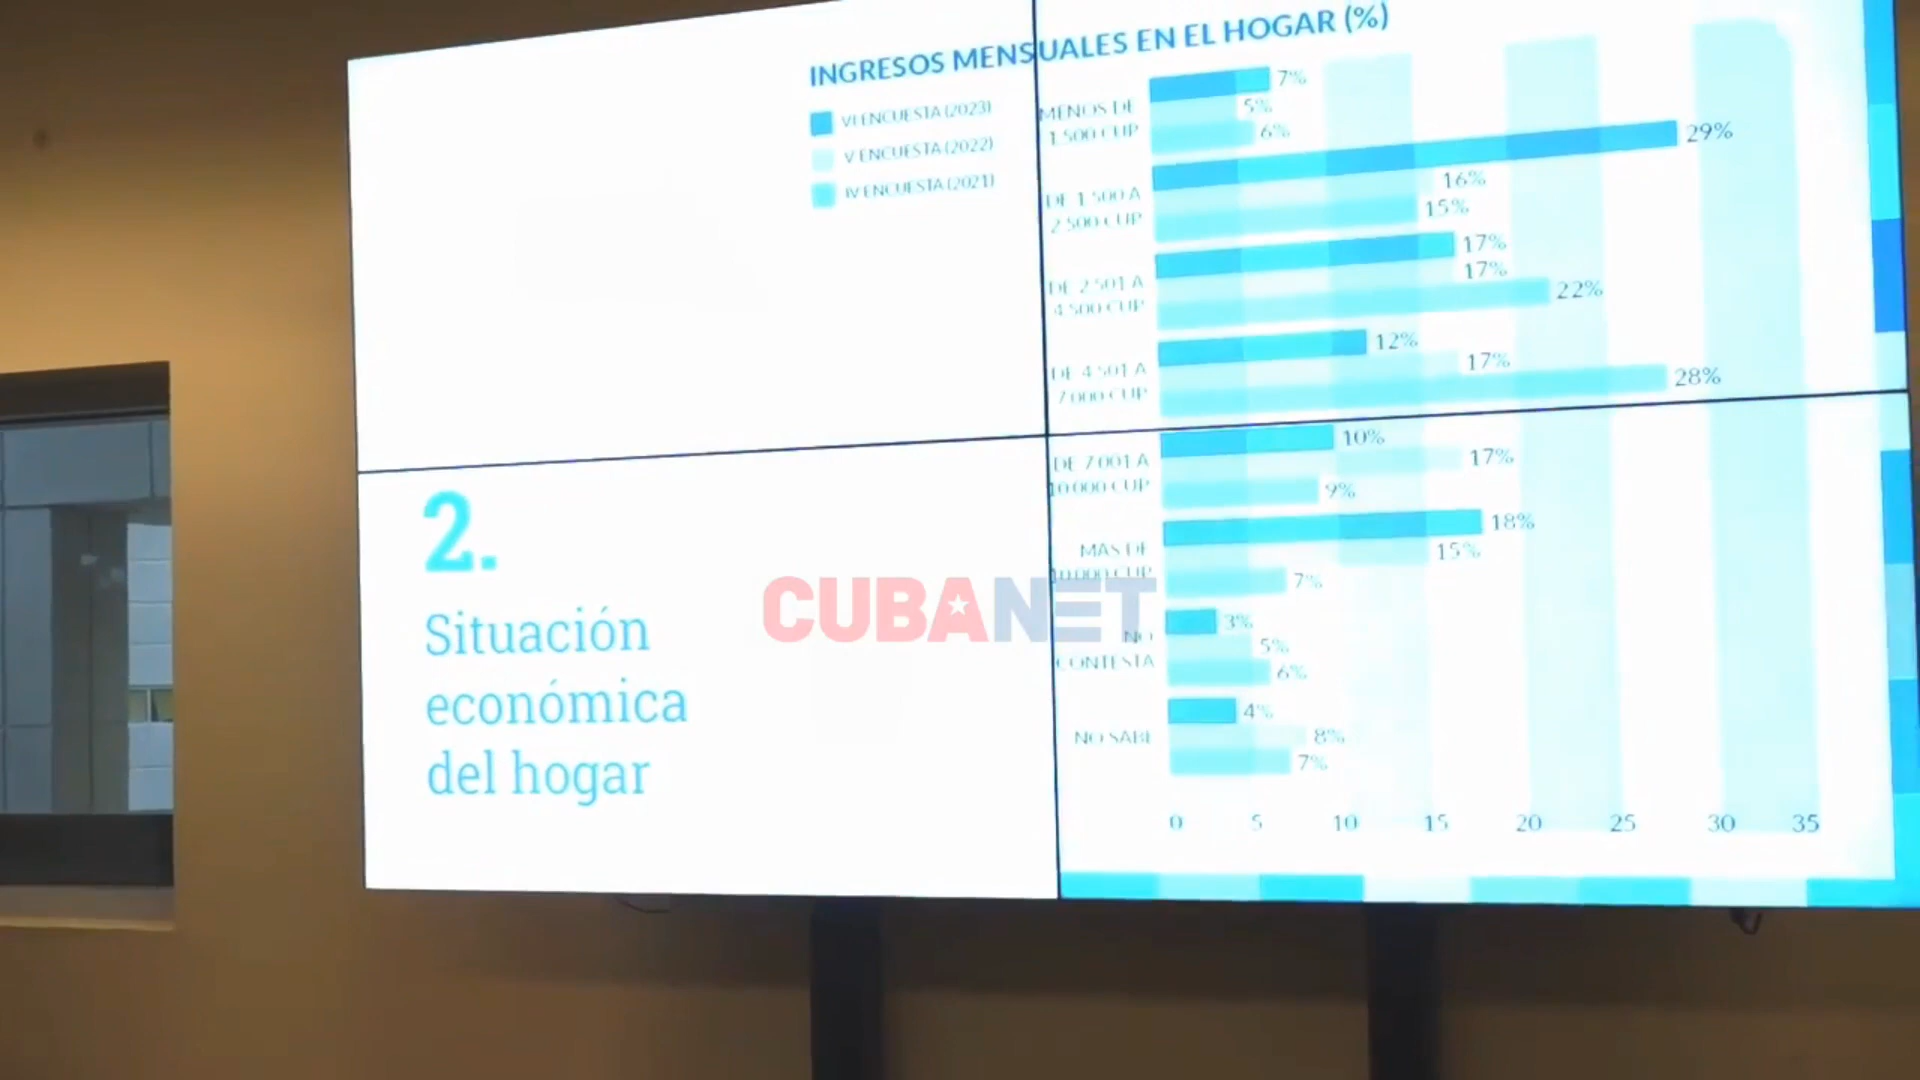 INGRESOS MENSUALES EN EL HOGAR (%)
VI ENCUESTA (2023)
V ENCUESTA (2022)
IV ENCUESTA (2021)
MENOS DE
1.500 CUP
7%
5%
6%
DE 1.500 A
2.500 CUP
29%
16%
15%
DE 2.501 A
4.500 CUP
17%
17%
22%
DE 4.501 A
7.000 CUP
12%
17%
28%
DE 7.001 A
10.000 CUP
10%
17%
9%
MÁS DE
10.000 CUP
18%
15%
7%
NO
CONTESTA
3%
5%
6%
NO SABE
4%
8%
7%
0 5 10 15 20 25 30 35
2.
Situación
económica
del hogar
CUBANET